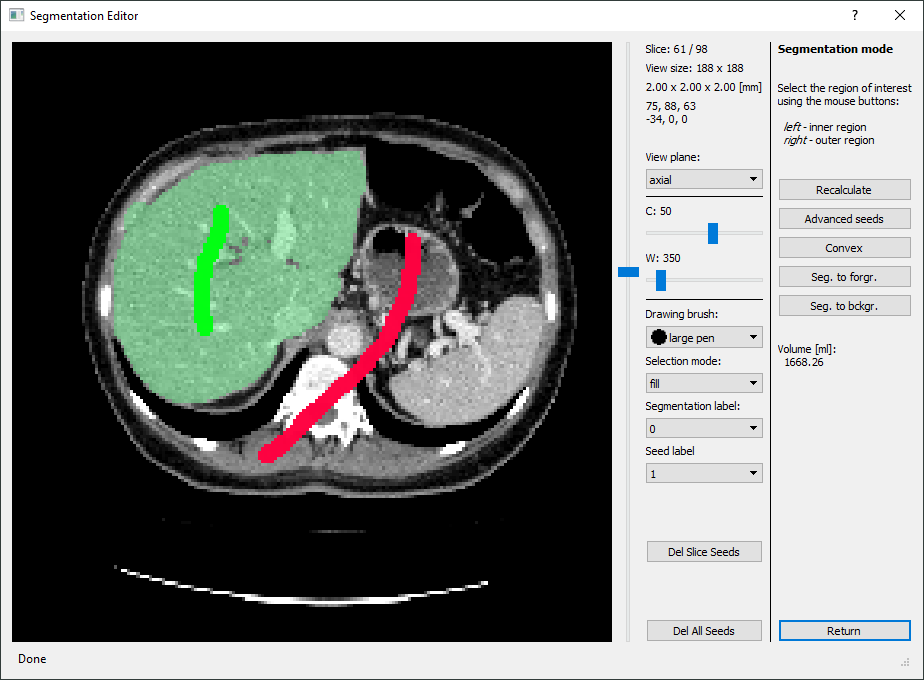 Segmentation Editor
?
Slice: 61 / 98
View size: 188 x 188
2.00 x 2.00 x 2.00 [mm]
75, 88, 63
-34, 0, 0
View plane:
axial
C: 50
W: 350
Drawing brush:
large pen
Selection mode:
fill
Segmentation label:
0
Seed label
1
Del Slice Seeds
Del All Seeds
Segmentation mode
Select the region of interest
using the mouse buttons:
left - inner region
right - outer region
Recalculate
Advanced seeds
Convex
Seg. to forgr.
Seg. to bckgr.
Volume [ml]:
1668.26
Return
Done